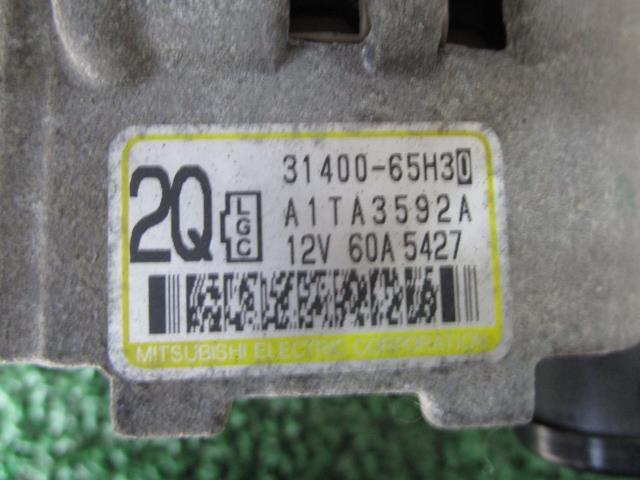 2Q
LGC
31400-65H30
A1TA3592A
12V 60A 5427
MITSUBISHI ELECTRIC CORPORATION